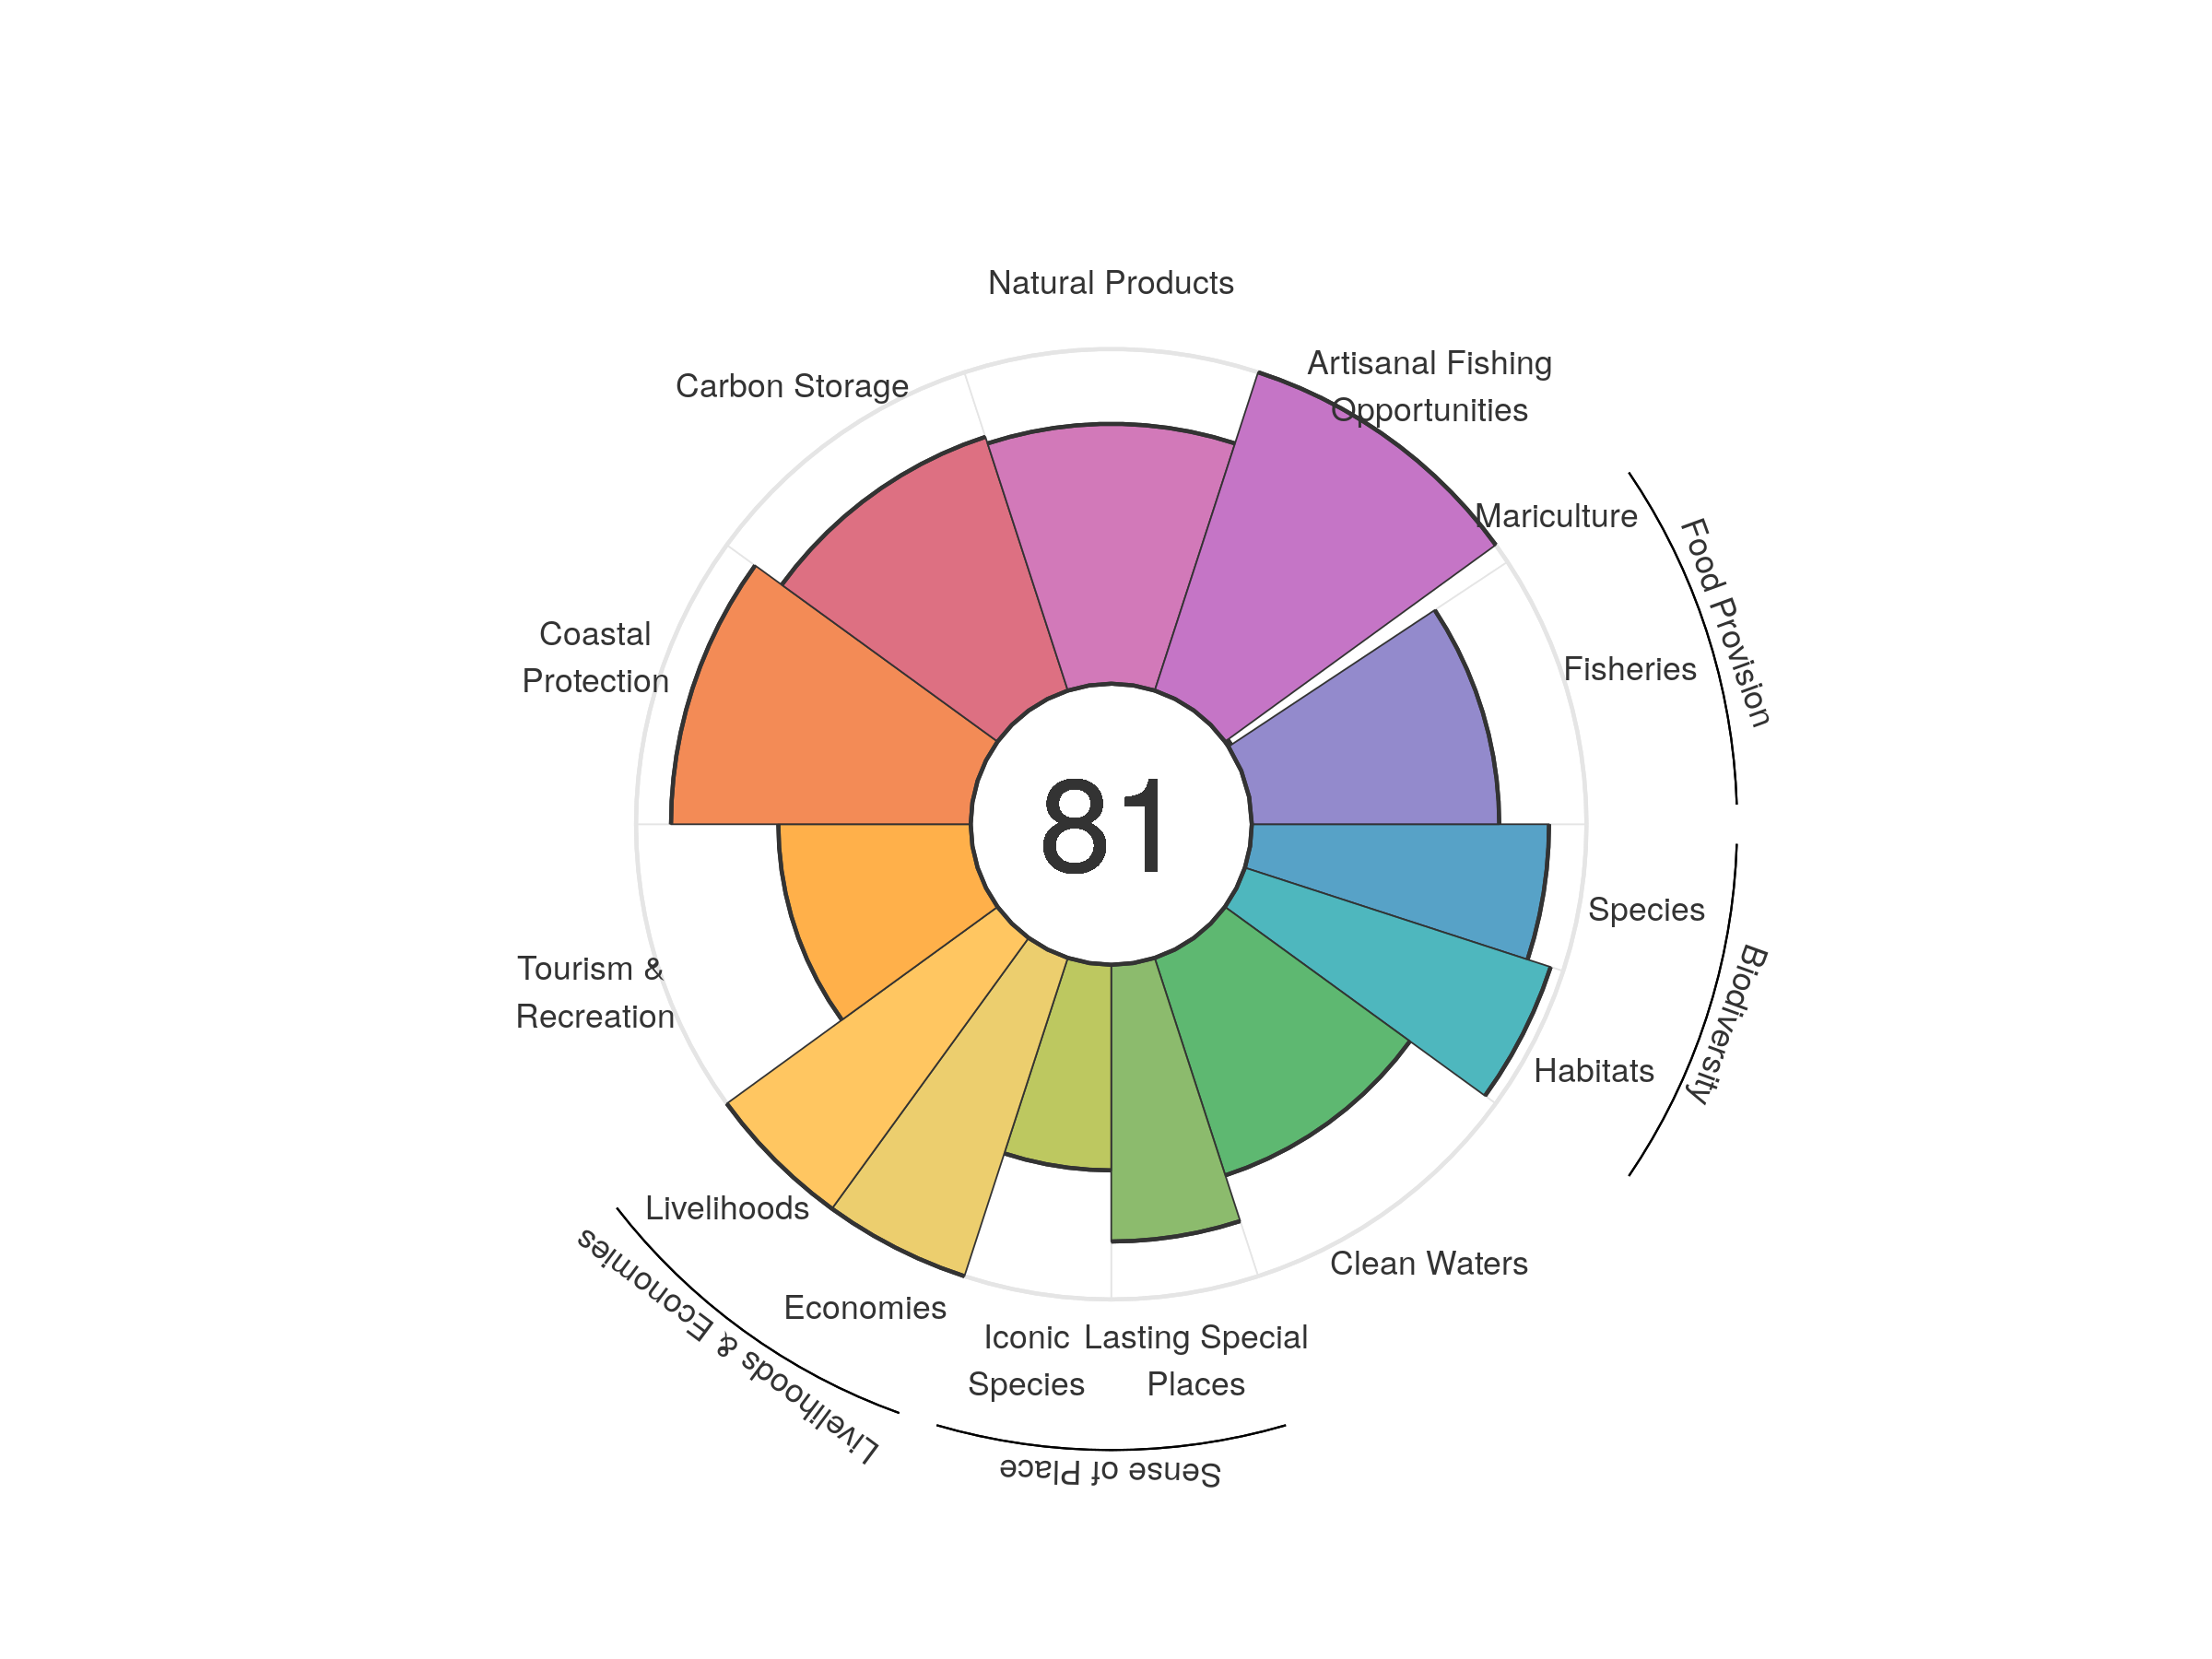 Natural Products
Carbon Storage
Artisanal Fishing
Opportunities
Mariculture
Food Provision
Fisheries
Coastal
Protection
81
Species
Biodiversity
Habitats
Tourism &
Recreation
Livelihoods
Livelihoods & Economies
Economies
Clean Waters
Iconic
Species
Lasting Special
Places
Sense of Place